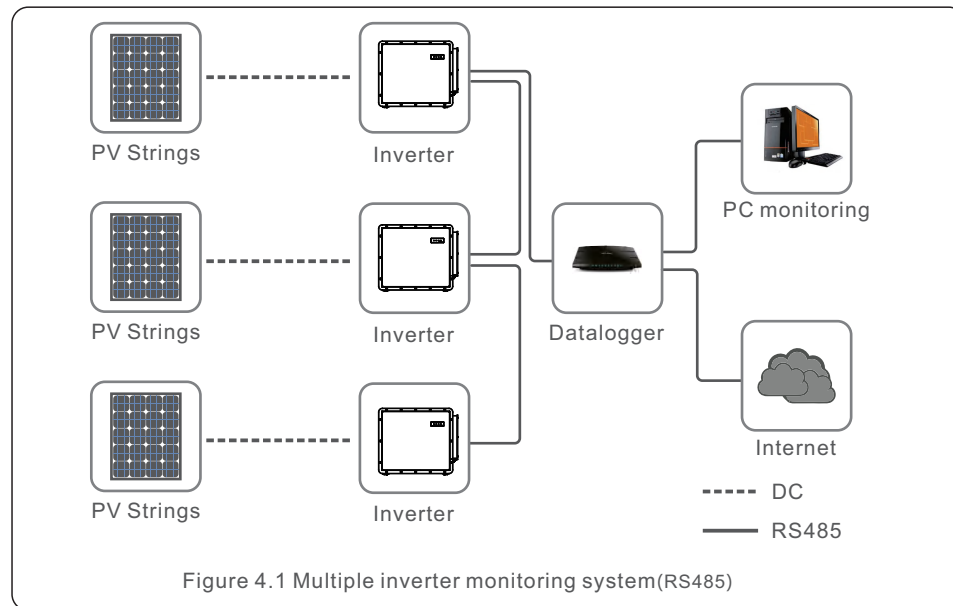 PV Strings
Inverter
PC monitoring
PV Strings
Inverter
Datalogger
Internet
DC
PV Strings
Inverter
RS485
Figure 4.1 Multiple inverter monitoring system(RS485)